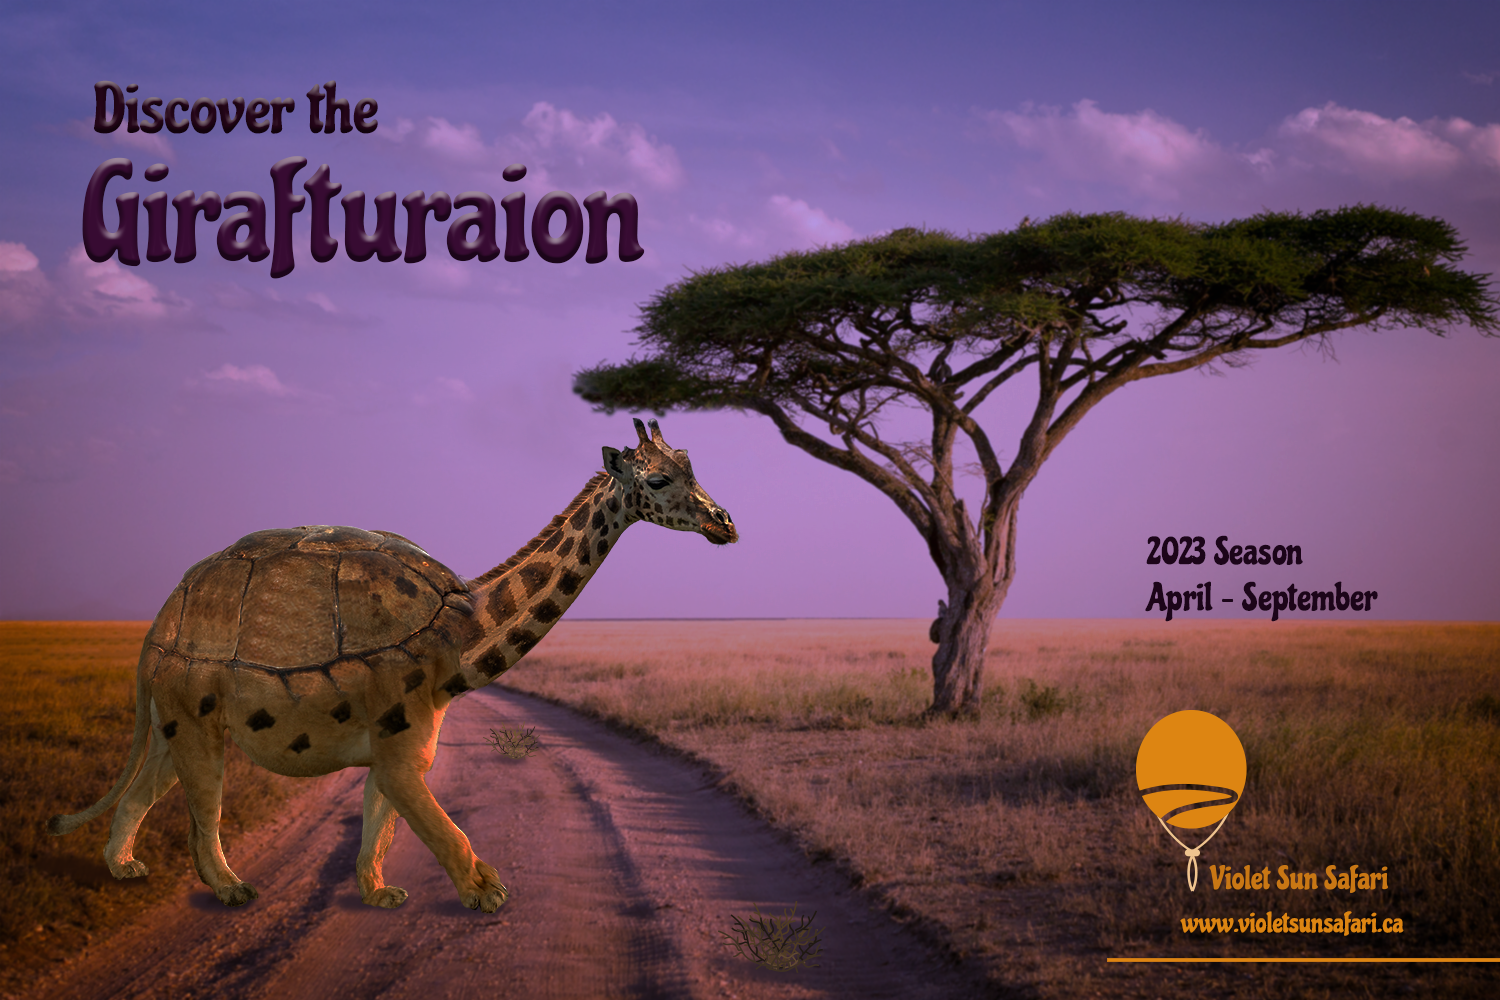 Discover the
Girafturaion
2023 Season
April - September
Violet Sun Safari
www.violetsunsafari.ca